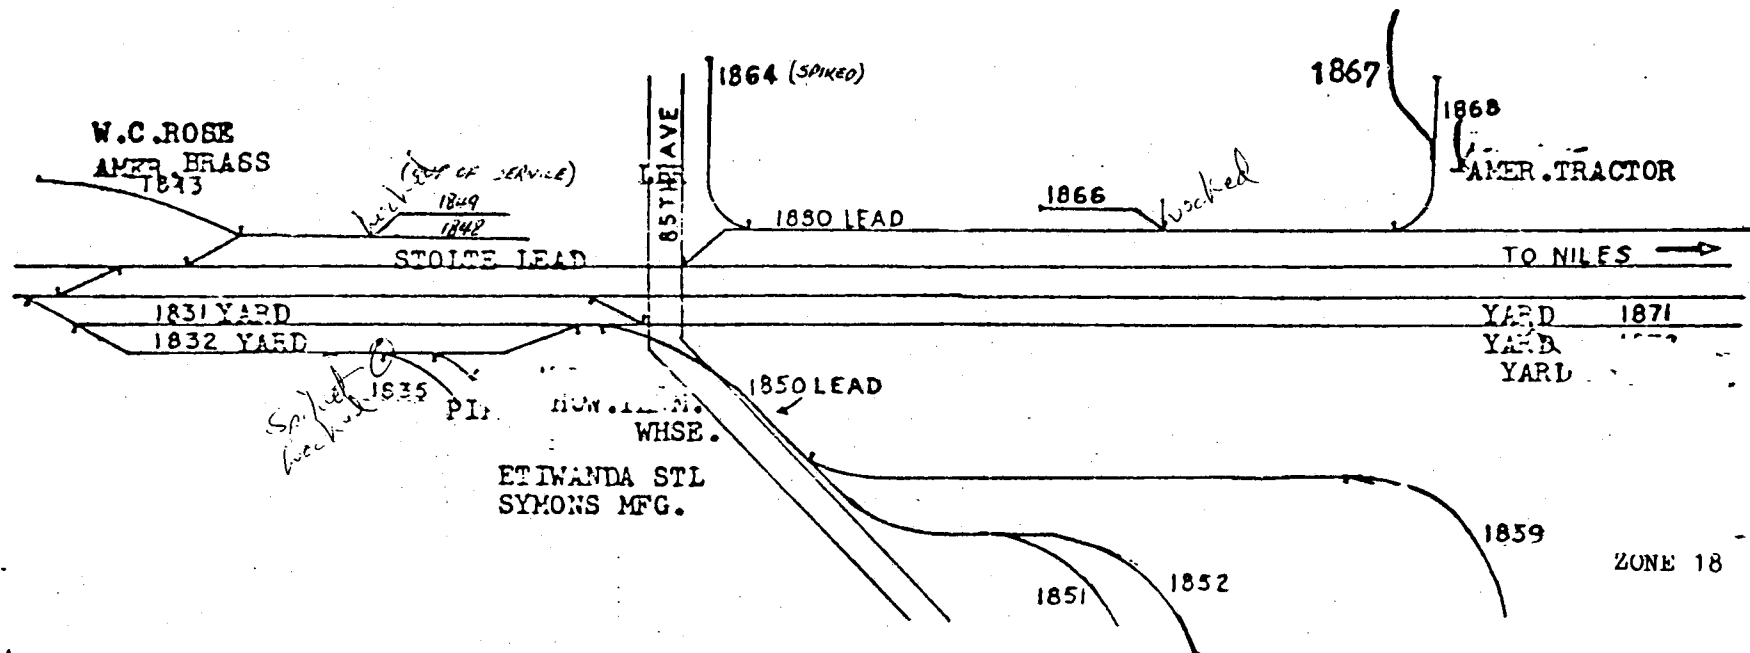 1864 (SPIKED)
1867
1868
W.C.ROSE
AMER.BRASS
1843
(OUT OF SERVICE)
1849
1848
85TH AVE
AMER.TRACTOR
1866
1880 LEAD
STOLTE LEAD
TO NILES
1831 YARD
YARD 1871
1832 YARD
YARD
YARD
Spiked
1835
1850 LEAD
WHSE.
ETIWANDA STL
SYMONS MFG.
1859
ZONE 18
1852
1851